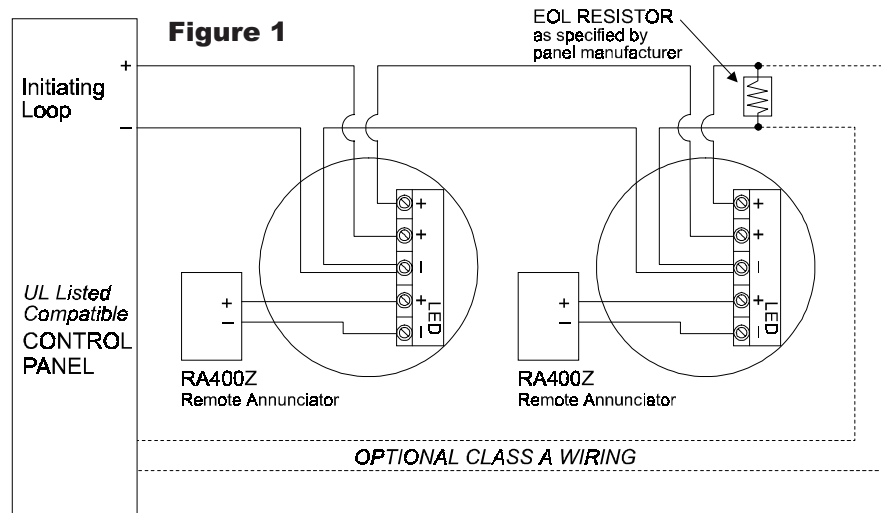 Figure 1
EOL RESISTOR
as specified by
panel manufacturer
+
Initiating
Loop
–
+
+
–
+
–
LED
+
+
–
+
–
LED
+
–
RA400Z
Remote Annunciator
+
–
RA400Z
Remote Annunciator
UL Listed
Compatible
CONTROL
PANEL
OPTIONAL CLASS A WIRING